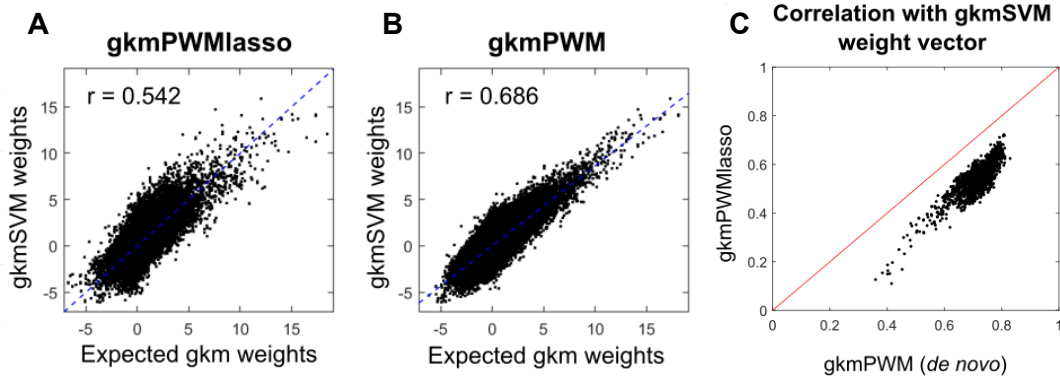 A
gkmPWMlasso
r = 0.542
15
10
5
0
-5
gkmSVM weights
-5 0 5 10 15
Expected gkm weights
B
gkmPWM
r = 0.686
15
10
5
0
-5
gkmSVM weights
-5 0 5 10 15
Expected gkm weights
C
Correlation with gkmSVM
weight vector
1
0.8
0.6
0.4
0.2
0
gkmPWMlasso
0 0.2 0.4 0.6 0.8 1
gkmPWM (de novo)